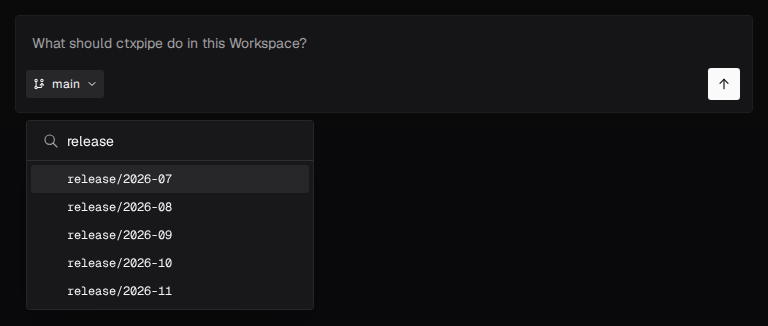 What should ctxpipe do in this Workspace?
main
release
release/2026-07
release/2026-08
release/2026-09
release/2026-10
release/2026-11